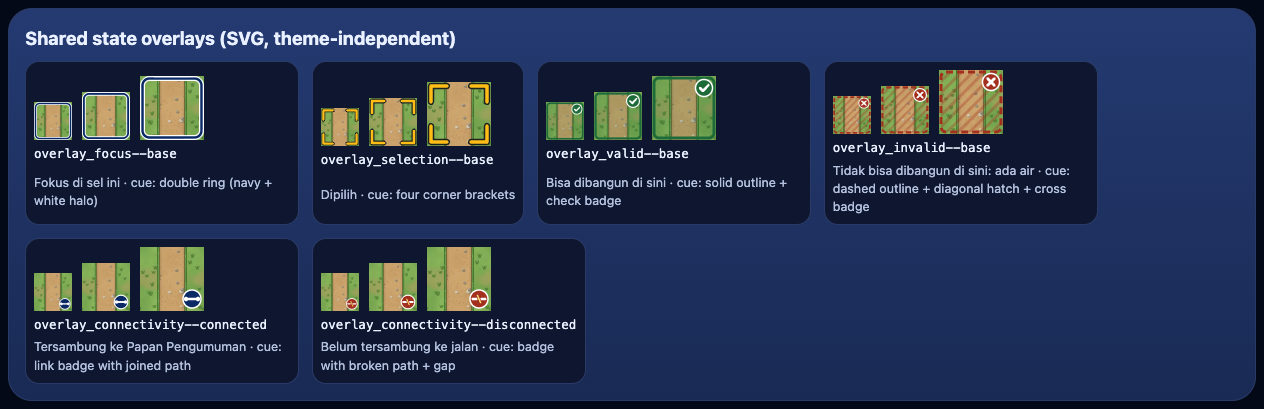 Shared state overlays (SVG, theme-independent)
overlay_focus--base
Fokus di sel ini · cue: double ring (navy +
white halo)
overlay_selection--base
Dipilih · cue: four corner brackets
overlay_valid--base
Bisa dibangun di sini · cue: solid outline +
check badge
overlay_invalid--base
Tidak bisa dibangun di sini: ada air · cue:
dashed outline + diagonal hatch + cross
badge
overlay_connectivity--connected
Tersambung ke Papan Pengumuman · cue:
link badge with joined path
overlay_connectivity--disconnected
Belum tersambung ke jalan · cue: badge
with broken path + gap